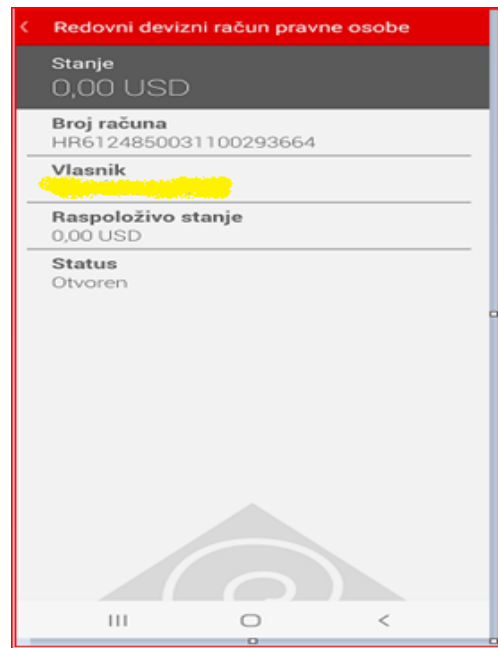 Redovni devizni račun pravne osobe
Stanje
0,00 USD
Broj računa
HR6124850031100293664
Vlasnik
Raspoloživo stanje
0,00 USD
Status
Otvoren